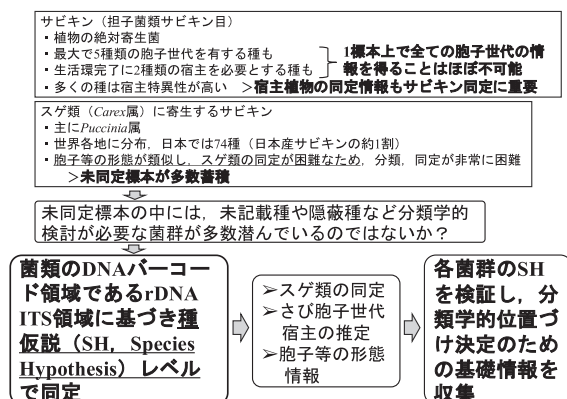 サビキン（担子菌類サビキン目）
・植物の絶対寄生菌
・最大で5種類の胞子世代を有する種も
・生活環完了に2種類の宿主を必要とする種も
1標本上で全ての胞子世代の情
報を得ることはほぼ不可能
・多くの種は宿主特異性が高い ＞宿主植物の同定情報もサビキン同定に重要
スゲ類（Carex属）に寄生するサビキン
・主にPuccinia属
・世界各地に分布，日本では74種（日本産サビキンの約1割）
・胞子等の形態が類似し，スゲ類の同定が困難なため，分類，同定が非常に困難
＞未同定標本が多数蓄積
未同定標本の中には，未記載種や隠蔽種など分類学的
検討が必要な菌群が多数潜んでいるのではないか？
菌類のDNAバーコー
ド領域であるrDNA
ITS領域に基づき種
仮説（SH，Species
Hypothesis）レベル
で同定
➢スゲ類の同定
➢さび胞子世代
宿主の推定
➢胞子等の形態
情報
各菌群のSH
を検証し，分
類学的位置づ
け決定のため
の基礎情報を
収集